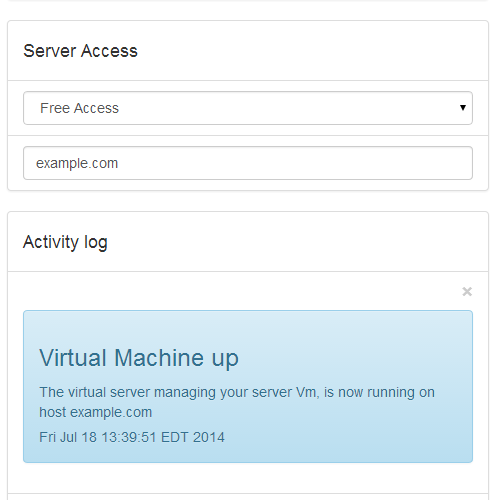 Server Access
Free Access
example.com
Activity log
×
Virtual Machine up
The virtual server managing your server Vm, is now running on
host example.com
Fri Jul 18 13:39:51 EDT 2014